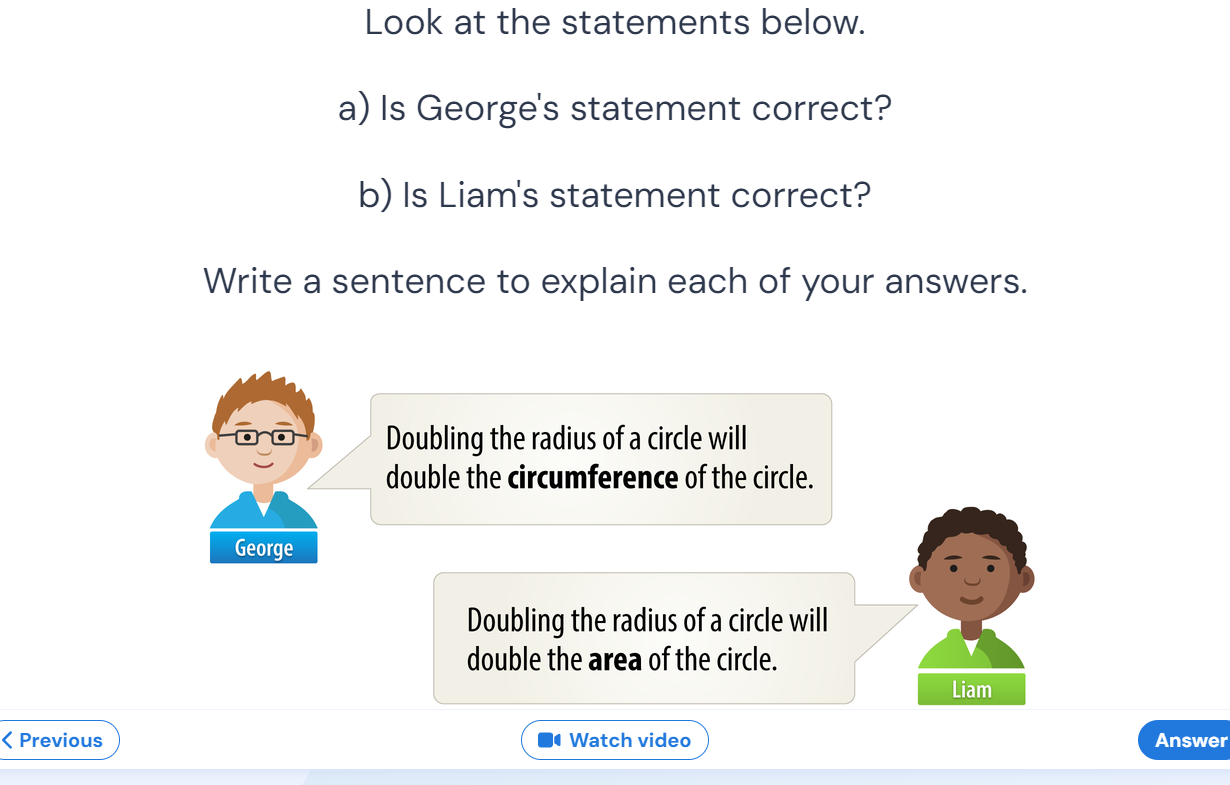 Look at the statements below.
a) Is George's statement correct?
b) Is Liam's statement correct?
Write a sentence to explain each of your answers.
Doubling the radius of a circle will
double the circumference of the circle.
George
Doubling the radius of a circle will
double the area of the circle.
Liam
Previous
Watch video
Answer